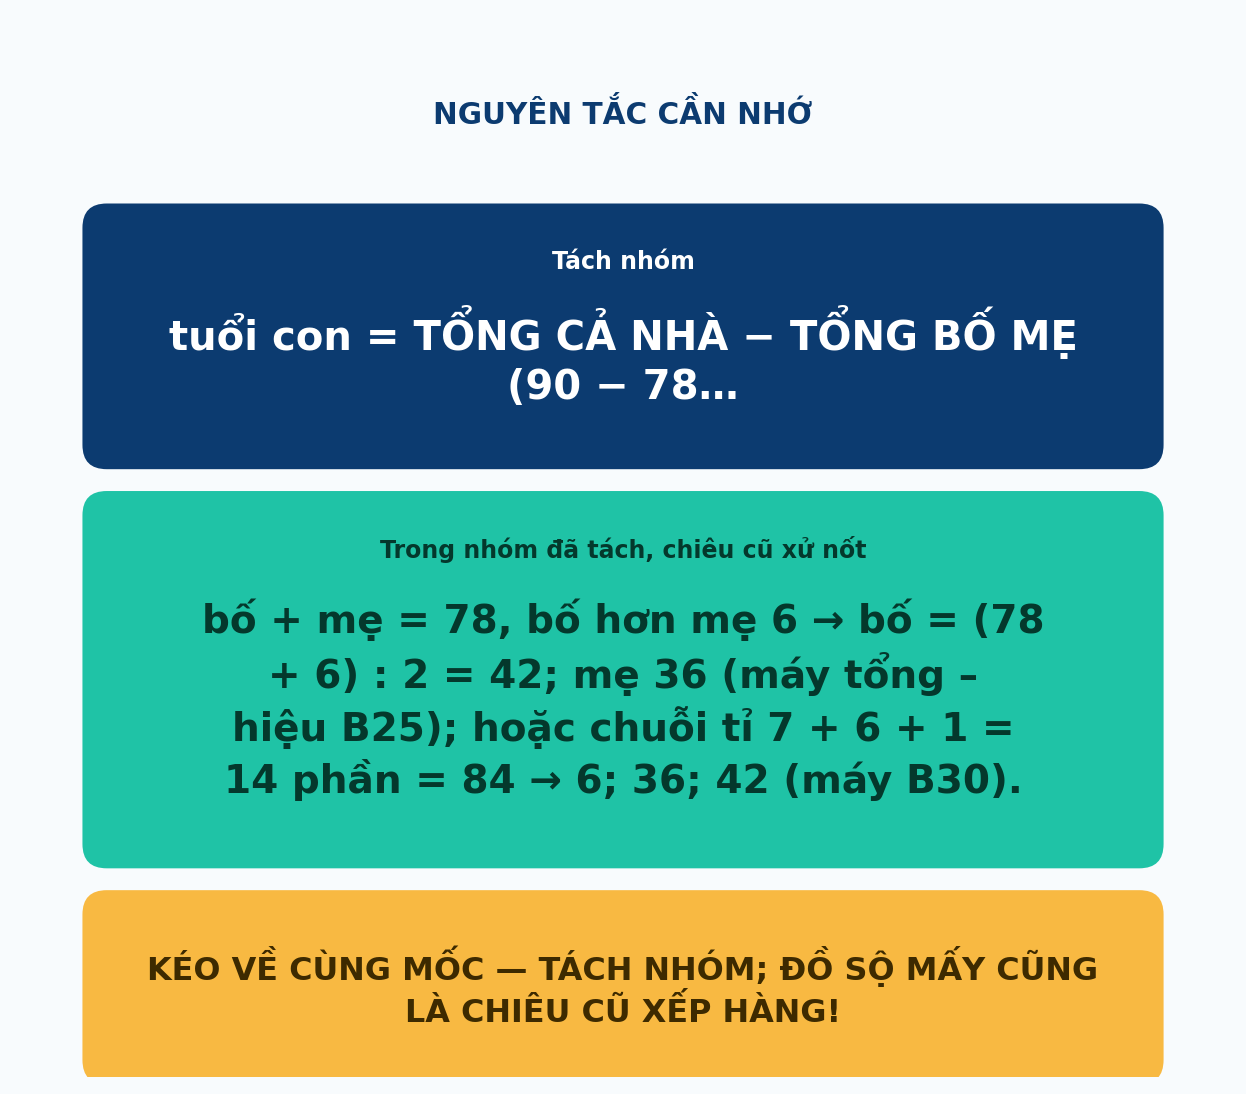 NGUYÊN TẮC CẦN NHỚ
Tách nhóm
tuổi con = TỔNG CẢ NHÀ − TỔNG BỐ MẸ
(90 − 78…
Trong nhóm đã tách, chiêu cũ xử nốt
bố + mẹ = 78, bố hơn mẹ 6 → bố = (78
+ 6) : 2 = 42; mẹ 36 (máy tổng –
hiệu B25); hoặc chuỗi tỉ 7 + 6 + 1 =
14 phần = 84 → 6; 36; 42 (máy B30).
KÉO VỀ CÙNG MỐC — TÁCH NHÓM; ĐỒ SỘ MẤY CŨNG
LÀ CHIÊU CŨ XẾP HÀNG!